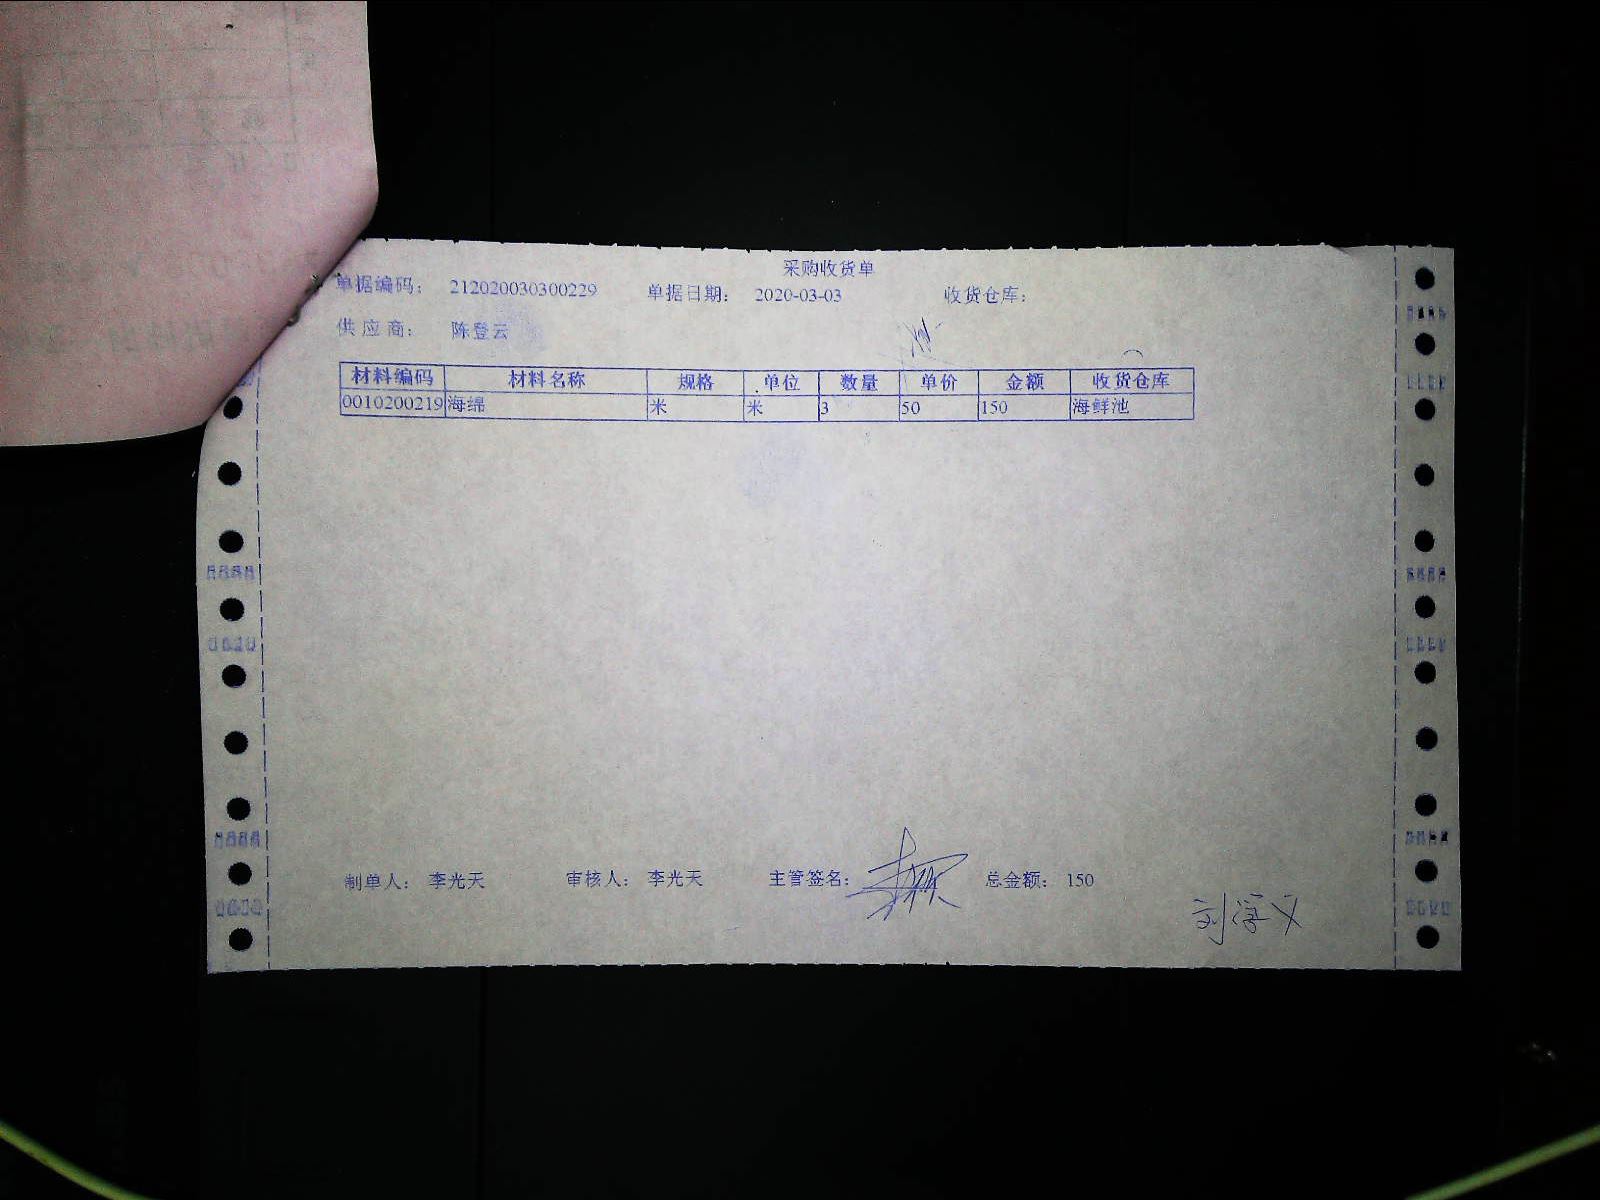 采购收货单
单据编码： 212020030300229 单据日期： 2020-03-03 收货仓库：
供应商： 陈登云
材料编码 材料名称 规格 单位 数量 单价 金额 收货仓库
0010200219 海绵 米 米 3 50 150 海鲜池
制单人： 李光天 审核人： 李光天 主管签名： 总金额： 150